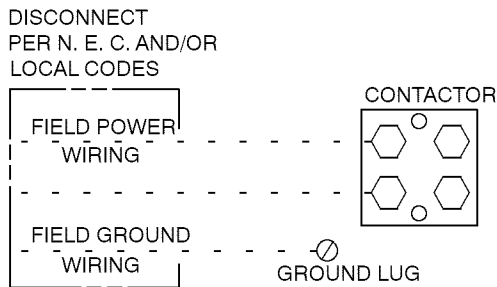 DISCONNECT
PER N. E. C. AND/OR
LOCAL CODES
CONTACTOR
FIELD POWER
WIRING
FIELD GROUND
WIRING
GROUND LUG